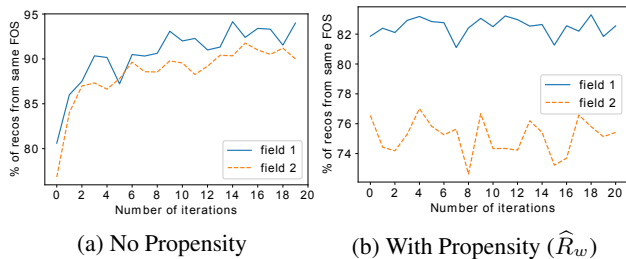 % of recos from same FOS
95
90
85
80
field 1
field 2
0 2 4 6 8 10 12 14 16 18 20
Number of iterations
(a) No Propensity
% of recos from same FOS
82
80
78
76
74
field 1
field 2
0 2 4 6 8 10 12 14 16 18 20
Number of iterations
(b) With Propensity (R̂_w)